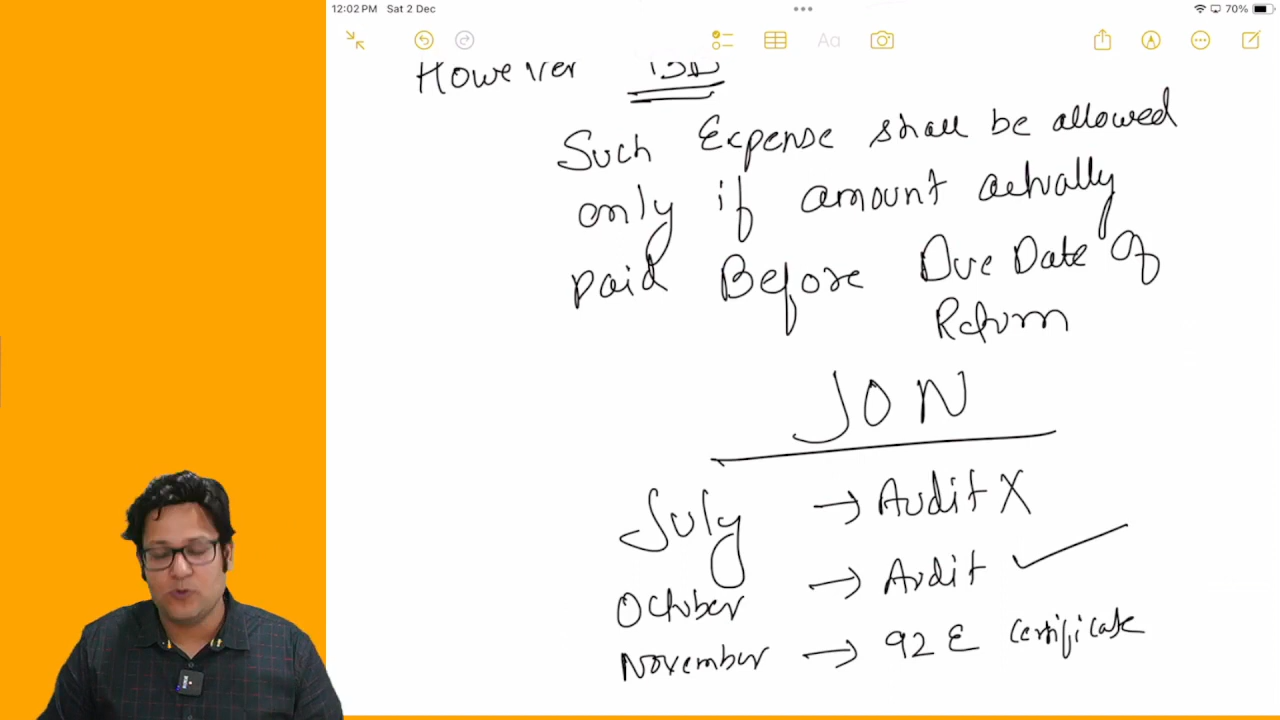 12:02 PM Sat 2 Dec
70%
Aa
However
Such Expense shall be allowed
only if amount actually
paid Before Due Date of
Return
JON
July → Audit X
October → Audit ✓
November → 92 E Certificate